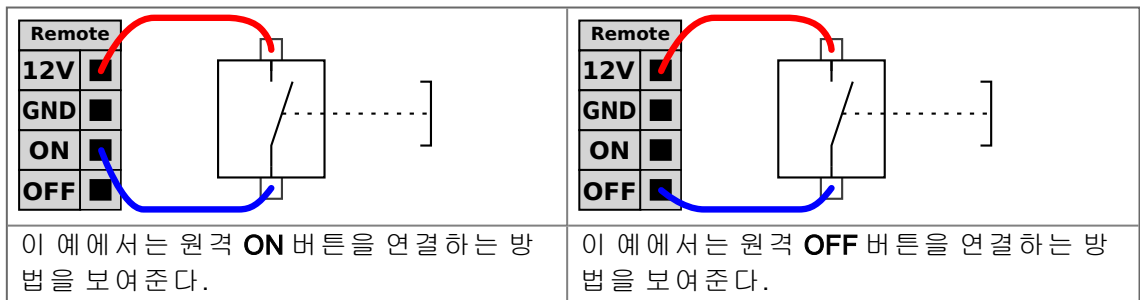 Remote
12V
GND
ON
OFF
이 예에서는 원격 ON 버튼을 연결하는 방
법을 보여준다.
Remote
12V
GND
ON
OFF
이 예에서는 원격 OFF 버튼을 연결하는 방
법을 보여준다.